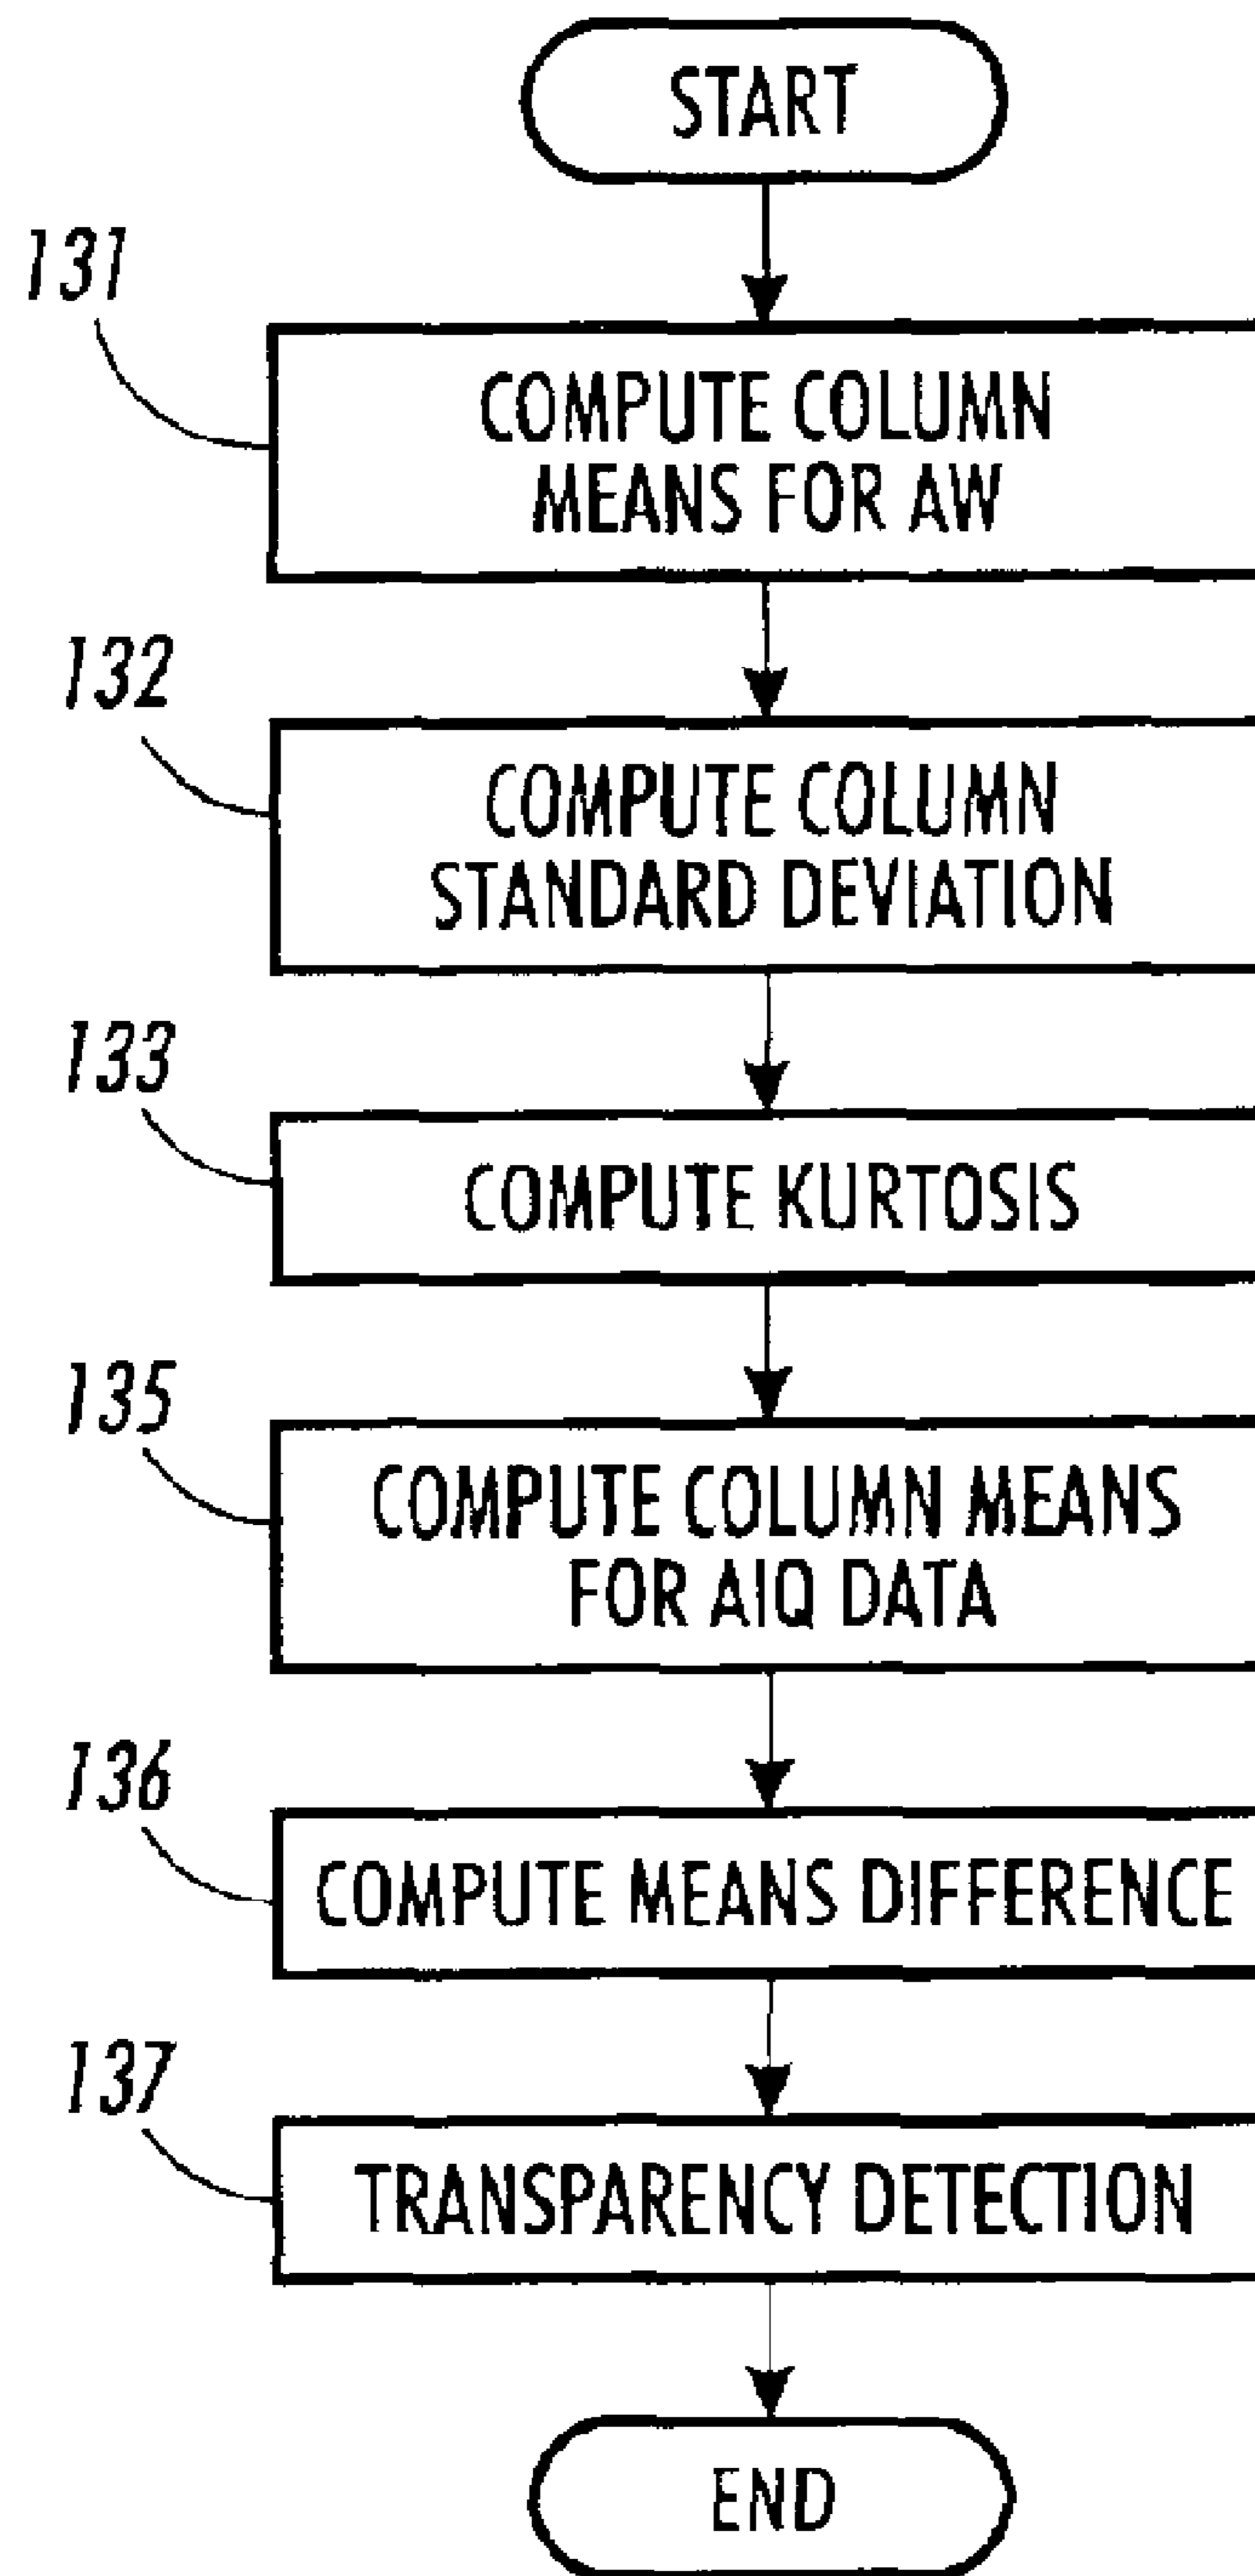 START
131
COMPUTE COLUMN
MEANS FOR AW
132
COMPUTE COLUMN
STANDARD DEVIATION
133
COMPUTE KURTOSIS
135
COMPUTE COLUMN MEANS
FOR AIQ DATA
136
COMPUTE MEANS DIFFERENCE
137
TRANSPARENCY DETECTION
END